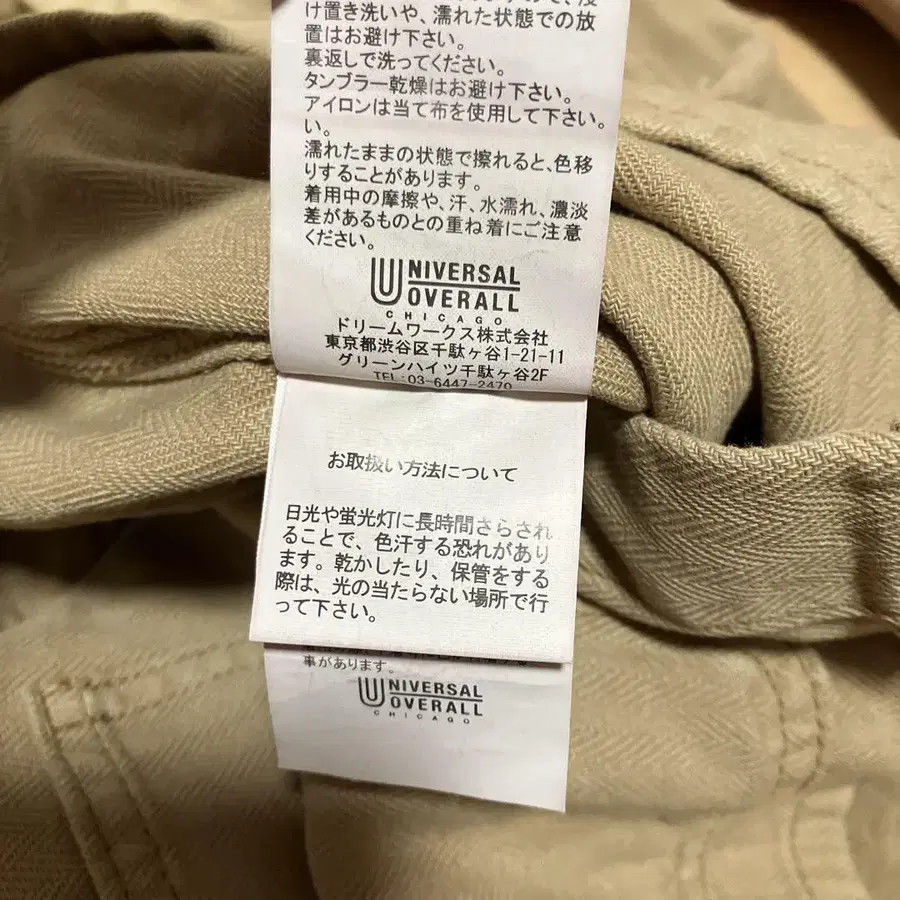 け置き洗いや、濡れた状態での放
置はお避け下さい。
裏返しで洗ってください。
タンブラー乾燥はお避け下さい。
アイロンは当て布を使用して下さい。
い。
濡れたままの状態で擦れると、色移
りすることがあります。
着用中の摩擦や、汗、水濡れ、濃淡
差があるものとの重ね着にご注意
ください。
UNIVERSAL
OVERALL
CHICAGO
ドリームワークス株式会社
東京都渋谷区千駄ヶ谷1-21-11
グリーンハイツ千駄ヶ谷2F
TEL:03-6447-2470
お取扱い方法について
日光や蛍光灯に長時間さらされ
ることで、色汗する恐れがあり
ます。乾かしたり、保管をする
際は、光の当たらない場所で行
って下さい。
事があります。
UNIVERSAL
OVERALL
CHICAGO